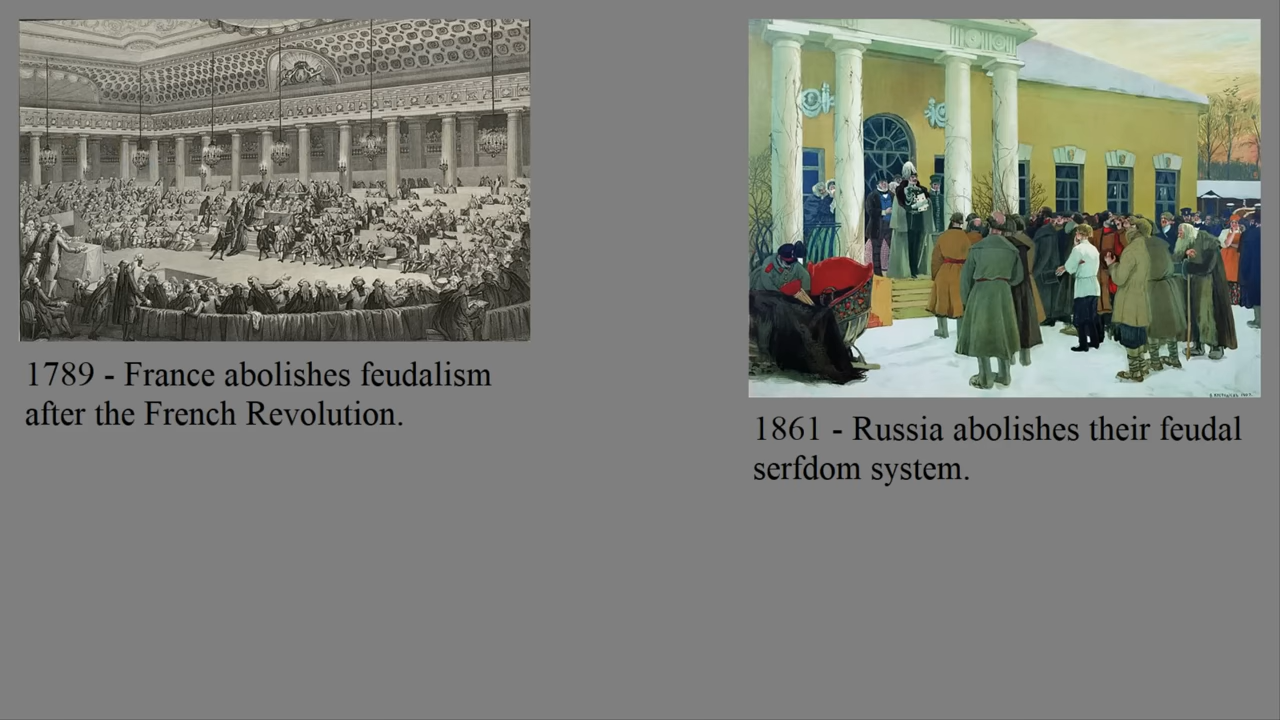 1789 - France abolishes feudalism
after the French Revolution.
1861 - Russia abolishes their feudal
serfdom system.